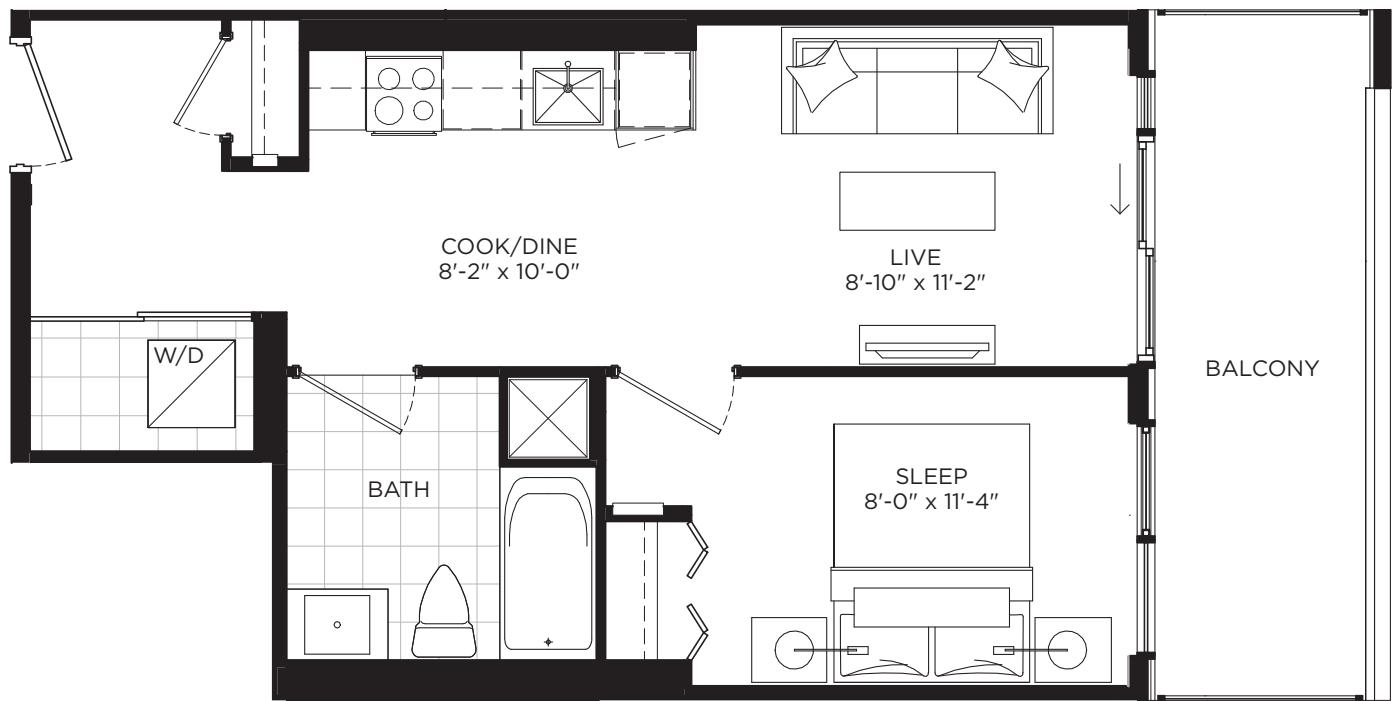 COOK/DINE
8'-2" x 10'-0"
LIVE
8'-10" x 11'-2"
W/D
BALCONY
BATH
SLEEP
8'-0" x 11'-4"